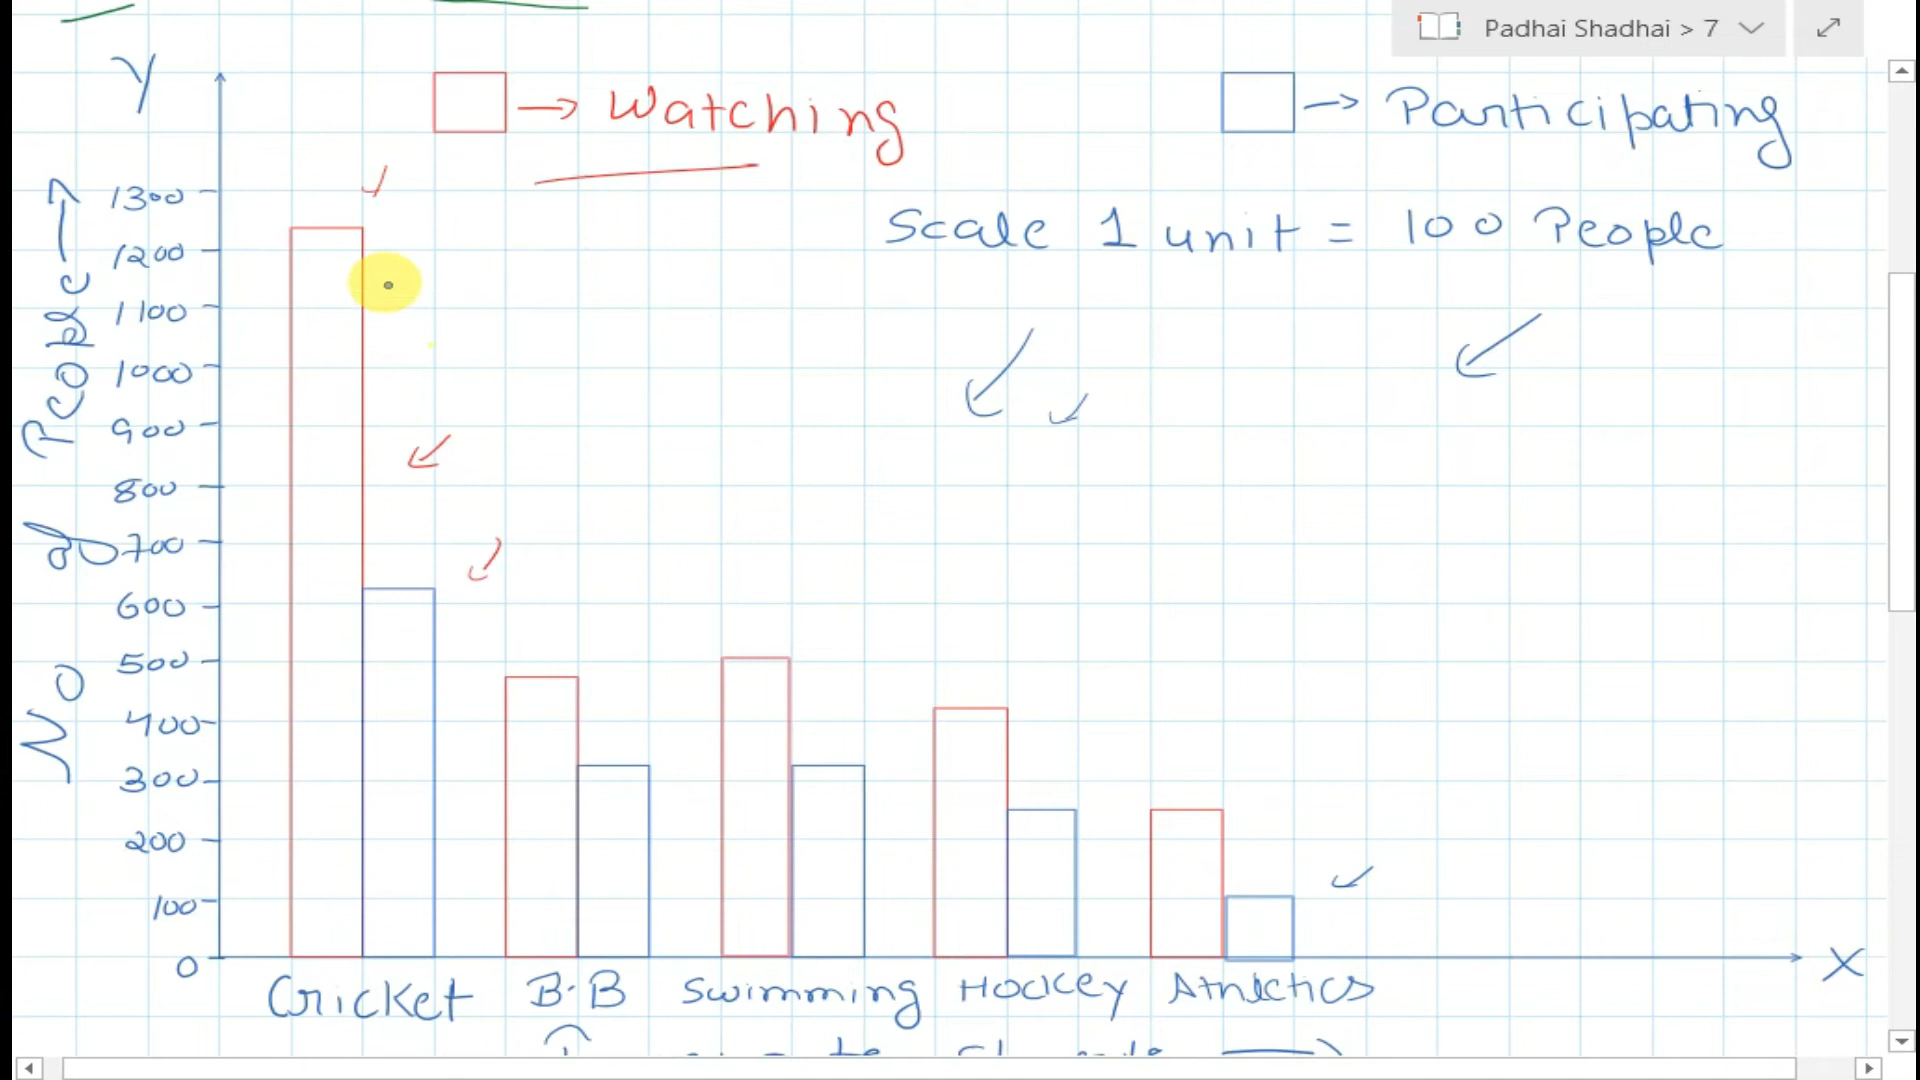 Padhai Shadhai > 7
Y
Watching
Participating
Scale 1 unit = 100 People
No of People
1300
1200
1100
1000
900
800
700
600
500
400
300
200
100
0
X
Cricket B.B Swimming Hockey Athletics